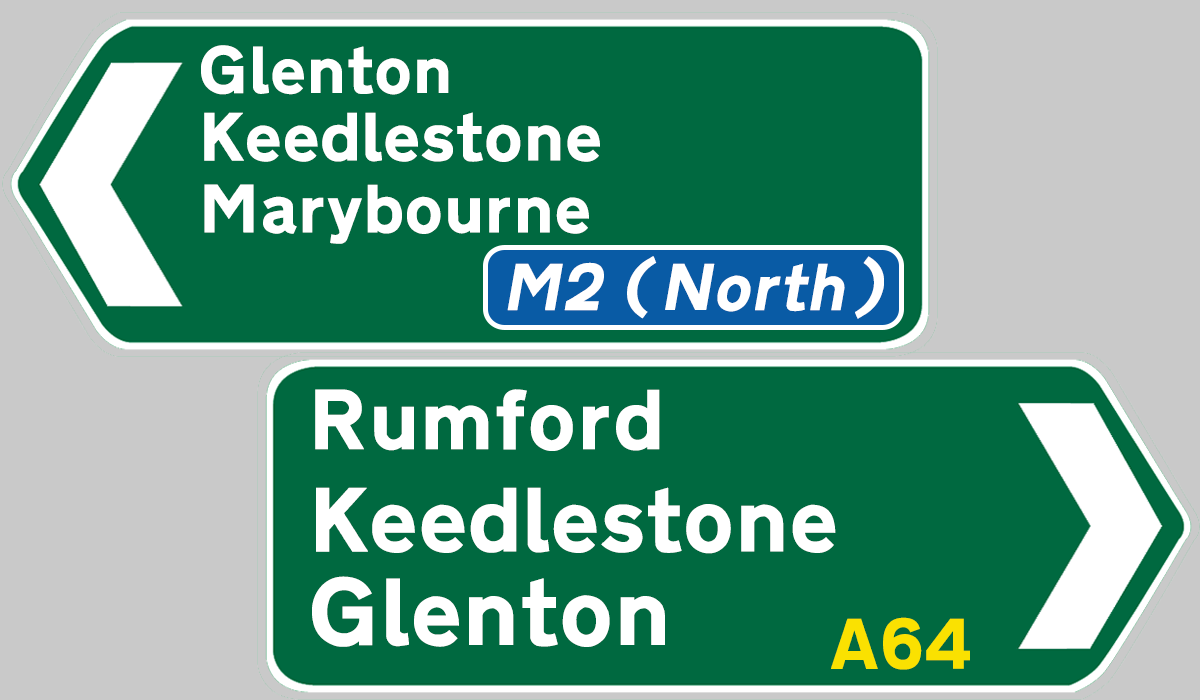 Glenton
Keedlestone
Marybourne
M2 (North)
Rumford
Keedlestone
Glenton
A64